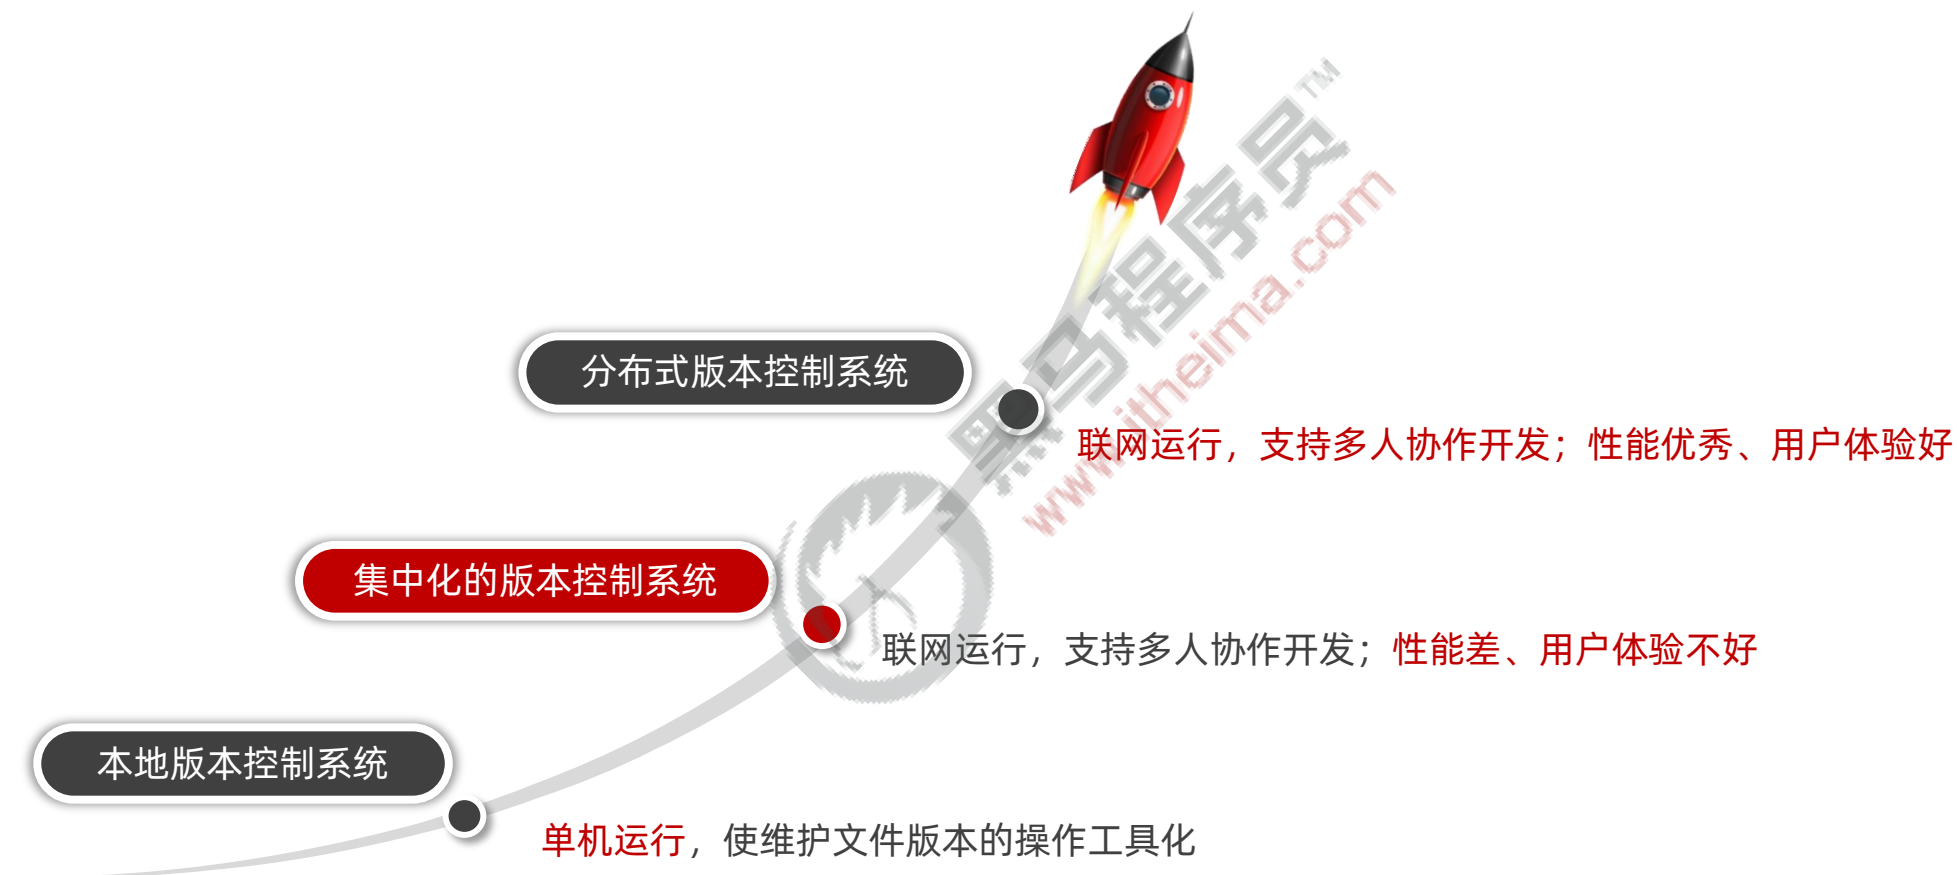 黑马程序员™
www.itheima.com
分布式版本控制系统
联网运行，支持多人协作开发；性能优秀、用户体验好
集中化的版本控制系统
联网运行，支持多人协作开发；性能差、用户体验不好
本地版本控制系统
单机运行，使维护文件版本的操作工具化